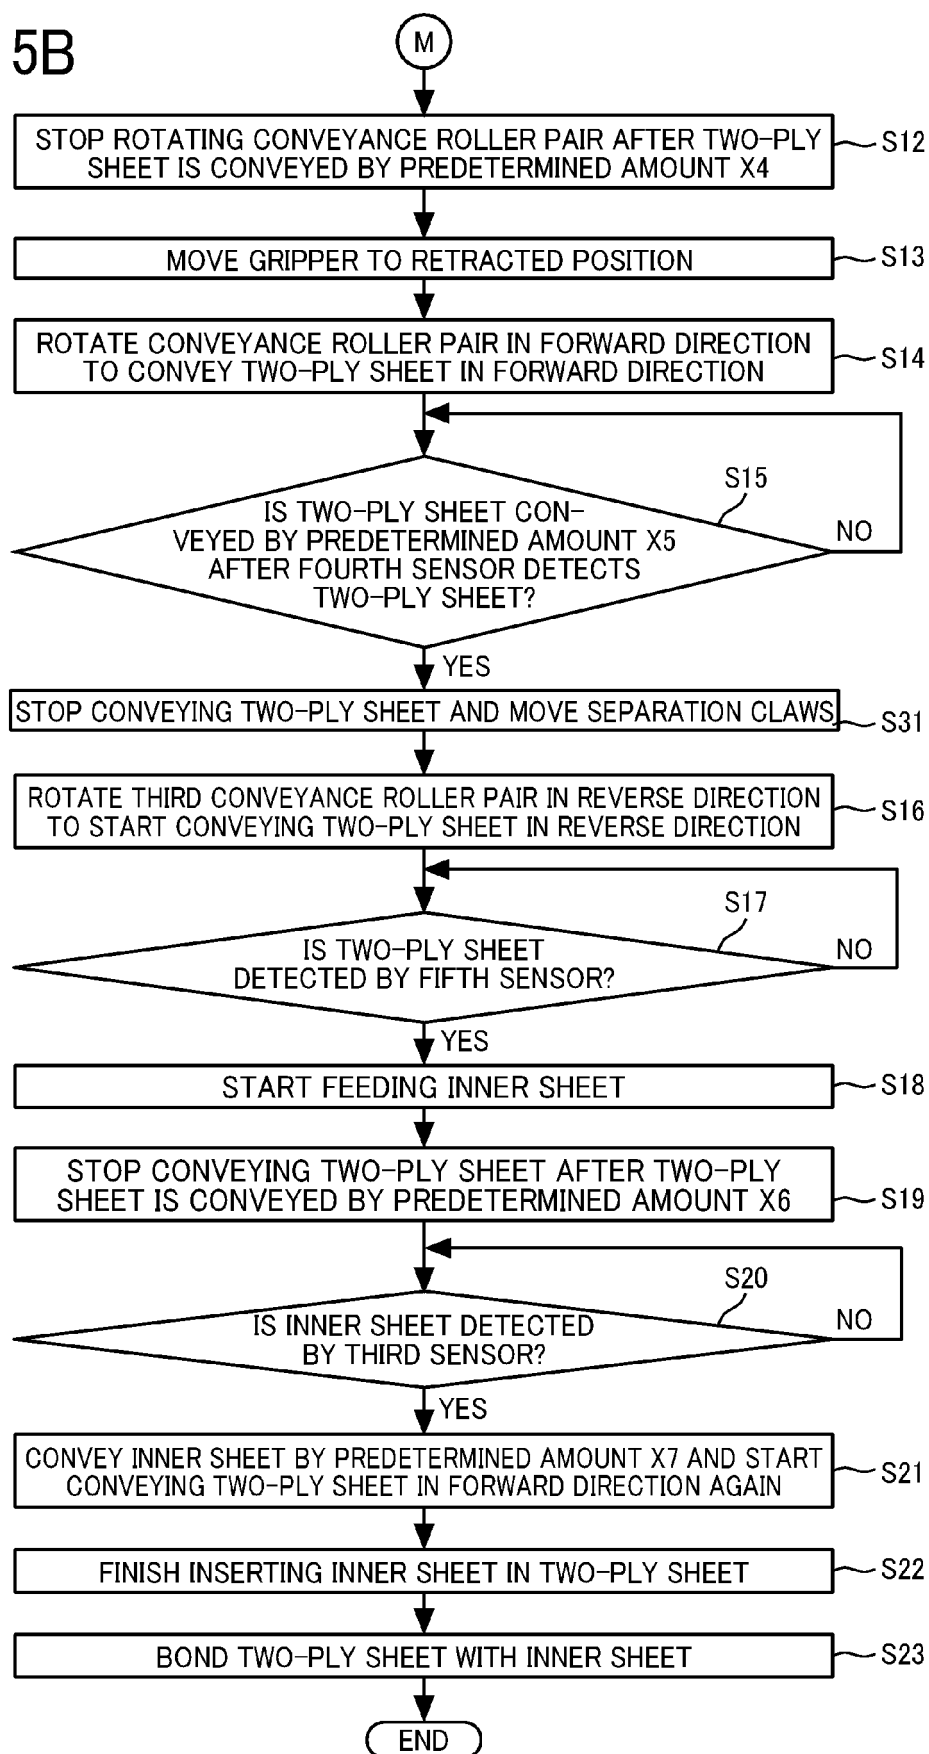 5B
M
STOP ROTATING CONVEYANCE ROLLER PAIR AFTER TWO-PLY
SHEET IS CONVEYED BY PREDETERMINED AMOUNT X4
S12
MOVE GRIPPER TO RETRACTED POSITION
S13
ROTATE CONVEYANCE ROLLER PAIR IN FORWARD DIRECTION
TO CONVEY TWO-PLY SHEET IN FORWARD DIRECTION
S14
S15
IS TWO-PLY SHEET CON-
VEYED BY PREDETERMINED AMOUNT X5
AFTER FOURTH SENSOR DETECTS
TWO-PLY SHEET?
NO
YES
STOP CONVEYING TWO-PLY SHEET AND MOVE SEPARATION CLAWS
S31
ROTATE THIRD CONVEYANCE ROLLER PAIR IN REVERSE DIRECTION
TO START CONVEYING TWO-PLY SHEET IN REVERSE DIRECTION
S16
S17
IS TWO-PLY SHEET
DETECTED BY FIFTH SENSOR?
NO
YES
START FEEDING INNER SHEET
S18
STOP CONVEYING TWO-PLY SHEET AFTER TWO-PLY
SHEET IS CONVEYED BY PREDETERMINED AMOUNT X6
S19
S20
IS INNER SHEET DETECTED
BY THIRD SENSOR?
NO
YES
CONVEY INNER SHEET BY PREDETERMINED AMOUNT X7 AND START
CONVEYING TWO-PLY SHEET IN FORWARD DIRECTION AGAIN
S21
FINISH INSERTING INNER SHEET IN TWO-PLY SHEET
S22
BOND TWO-PLY SHEET WITH INNER SHEET
S23
END